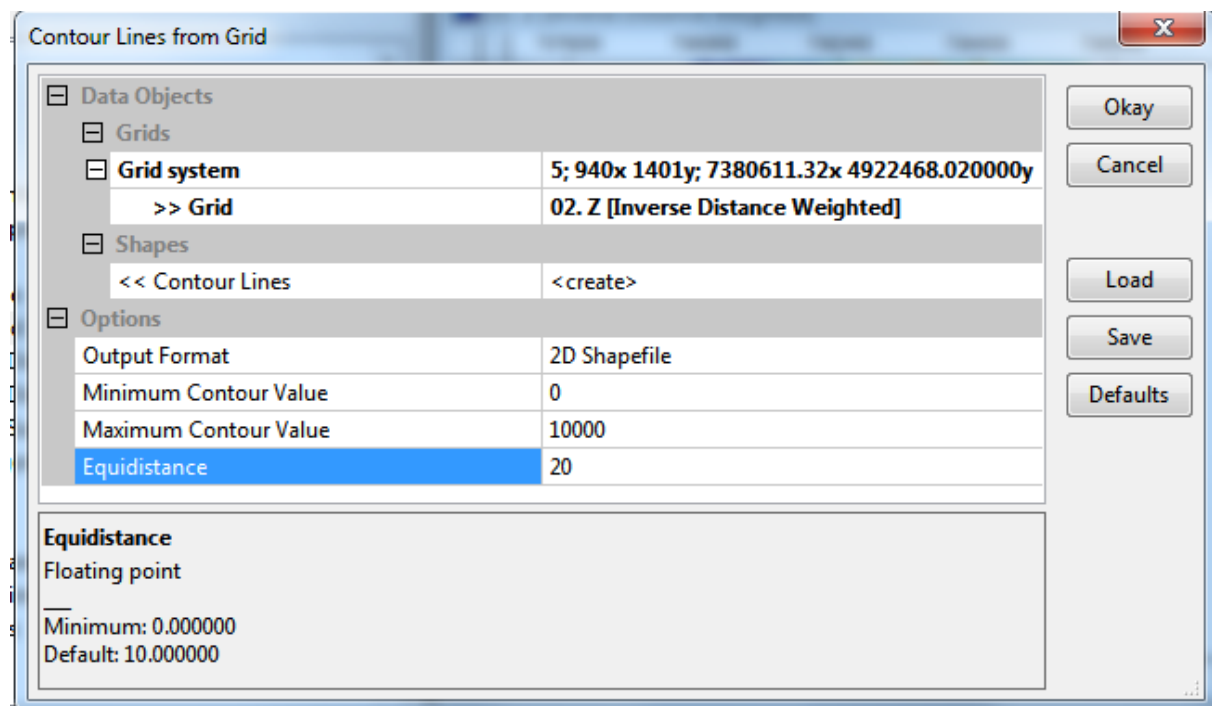 Contour Lines from Grid
Data Objects
Grids
Grid system 5; 940x 1401y; 7380611.32x 4922468.020000y
>> Grid 02. Z [Inverse Distance Weighted]
Shapes
<< Contour Lines <create>
Options
Output Format 2D Shapefile
Minimum Contour Value 0
Maximum Contour Value 10000
Equidistance 20
Okay
Cancel
Load
Save
Defaults
Equidistance
Floating point
Minimum: 0.000000
Default: 10.000000